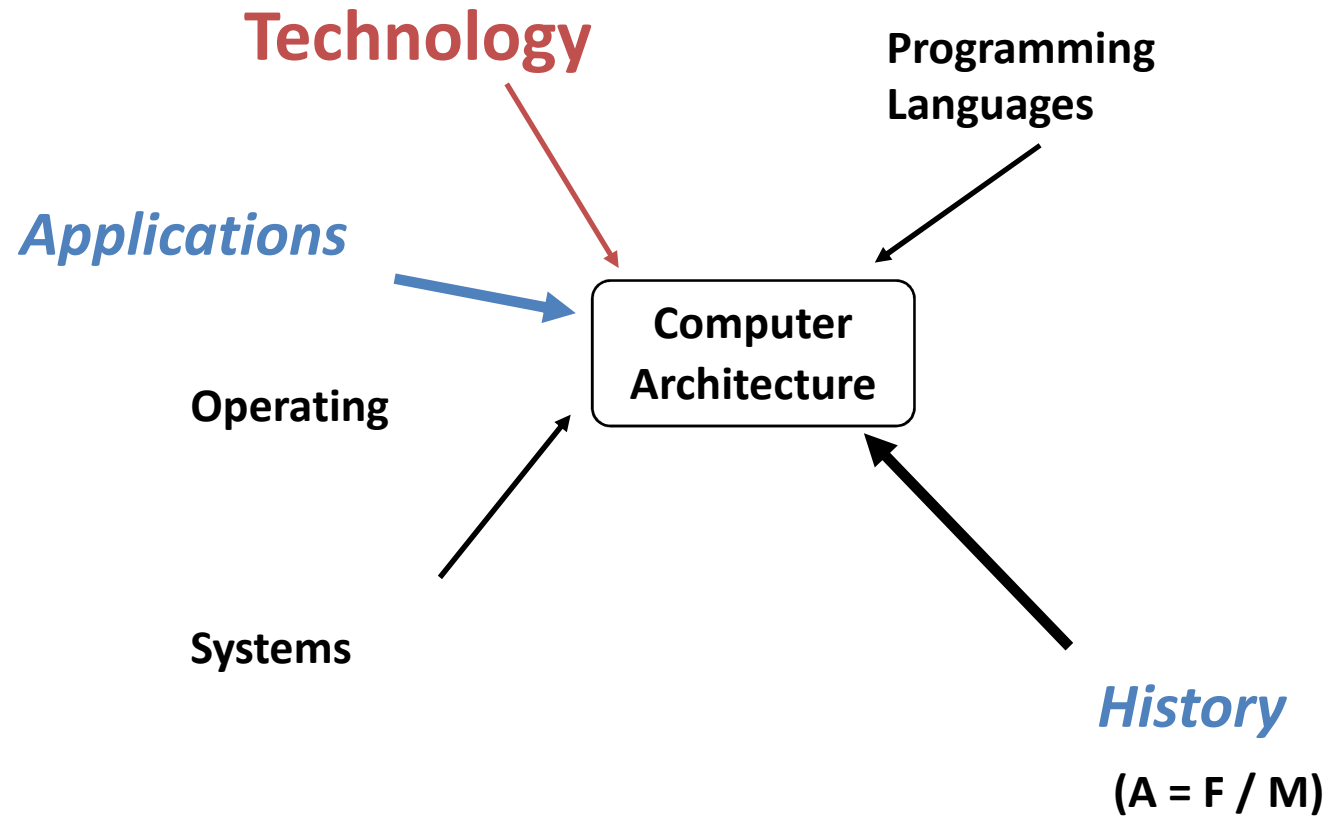 Technology
Programming
Languages
Applications
Computer
Architecture
Operating
Systems
History
(A = F / M)